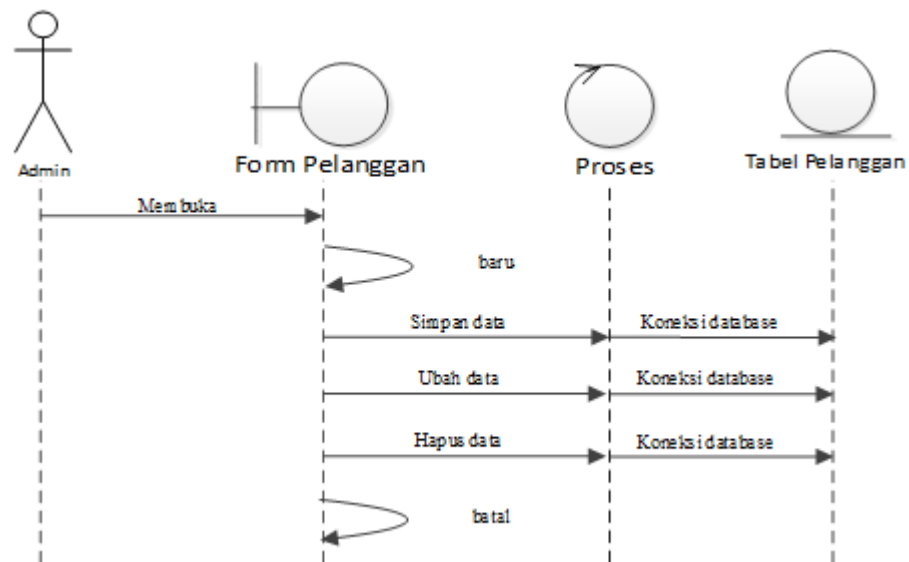 Admin
Form Pelanggan
Proses
Tabel Pelanggan
Membuka
baru
Simpan data
Koneksi database
Ubah data
Koneksi database
Hapus data
Koneksi database
batal